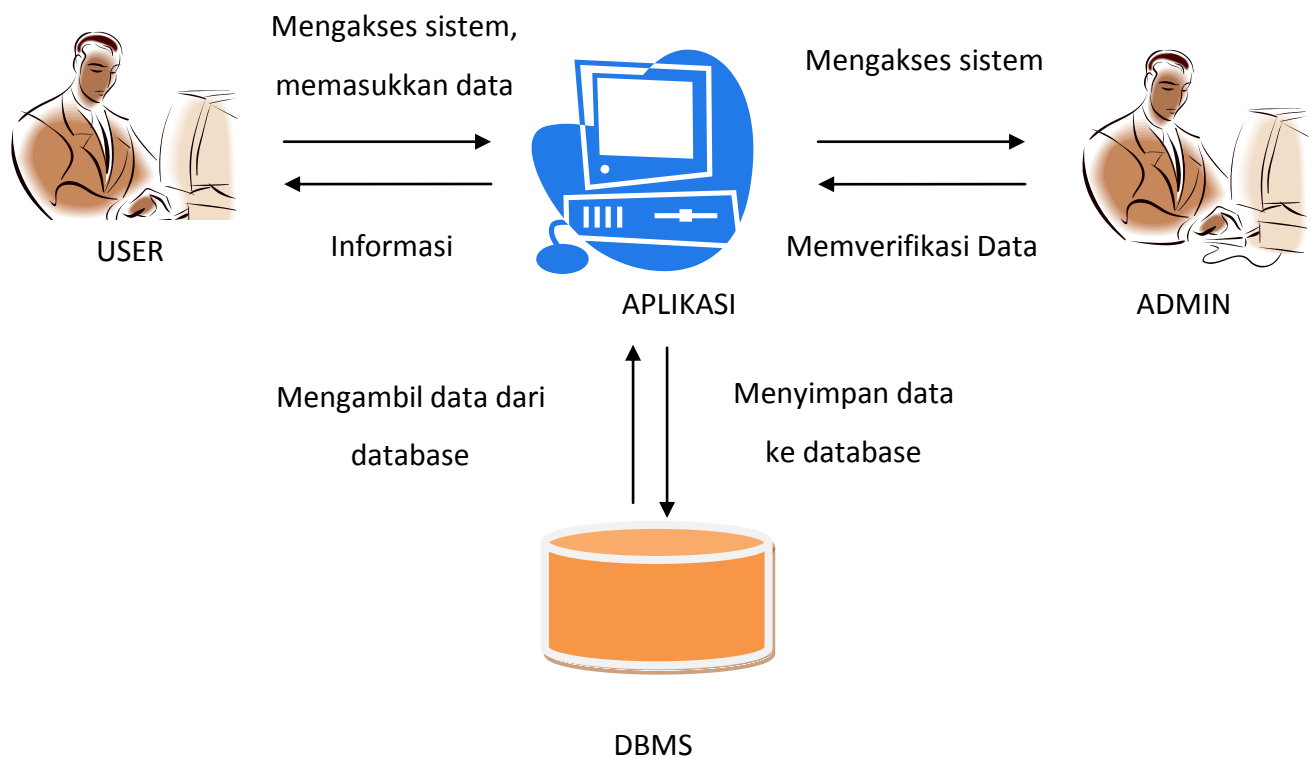 Mengakses sistem,
memasukkan data
Mengakses sistem
USER
Informasi
Memverifikasi Data
APLIKASI
ADMIN
Mengambil data dari
database
Menyimpan data
ke database
DBMS